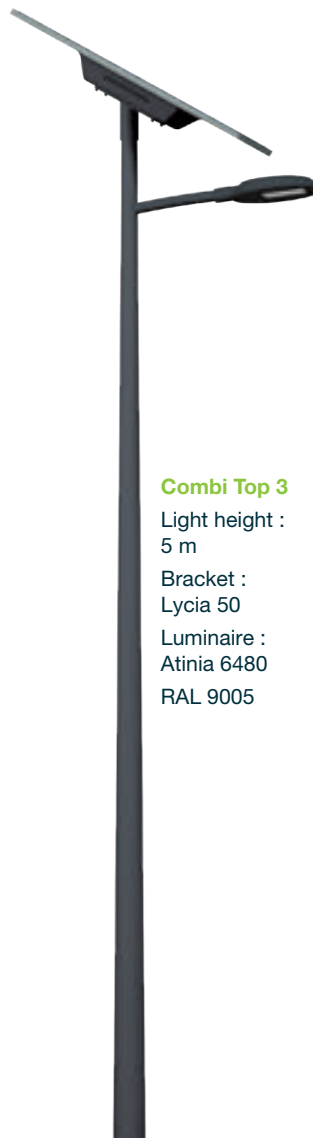 Combi Top 3
Light height :
5 m
Bracket :
Lycia 50
Luminaire :
Atinia 6480
RAL 9005